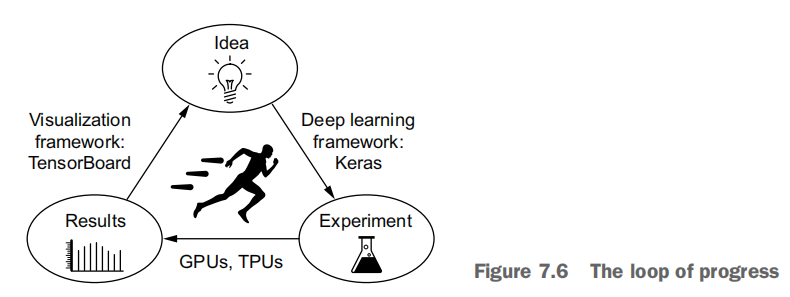 Idea
Visualization
framework:
TensorBoard
Deep learning
framework:
Keras
Results
Experiment
GPUs, TPUs
Figure 7.6 The loop of progress